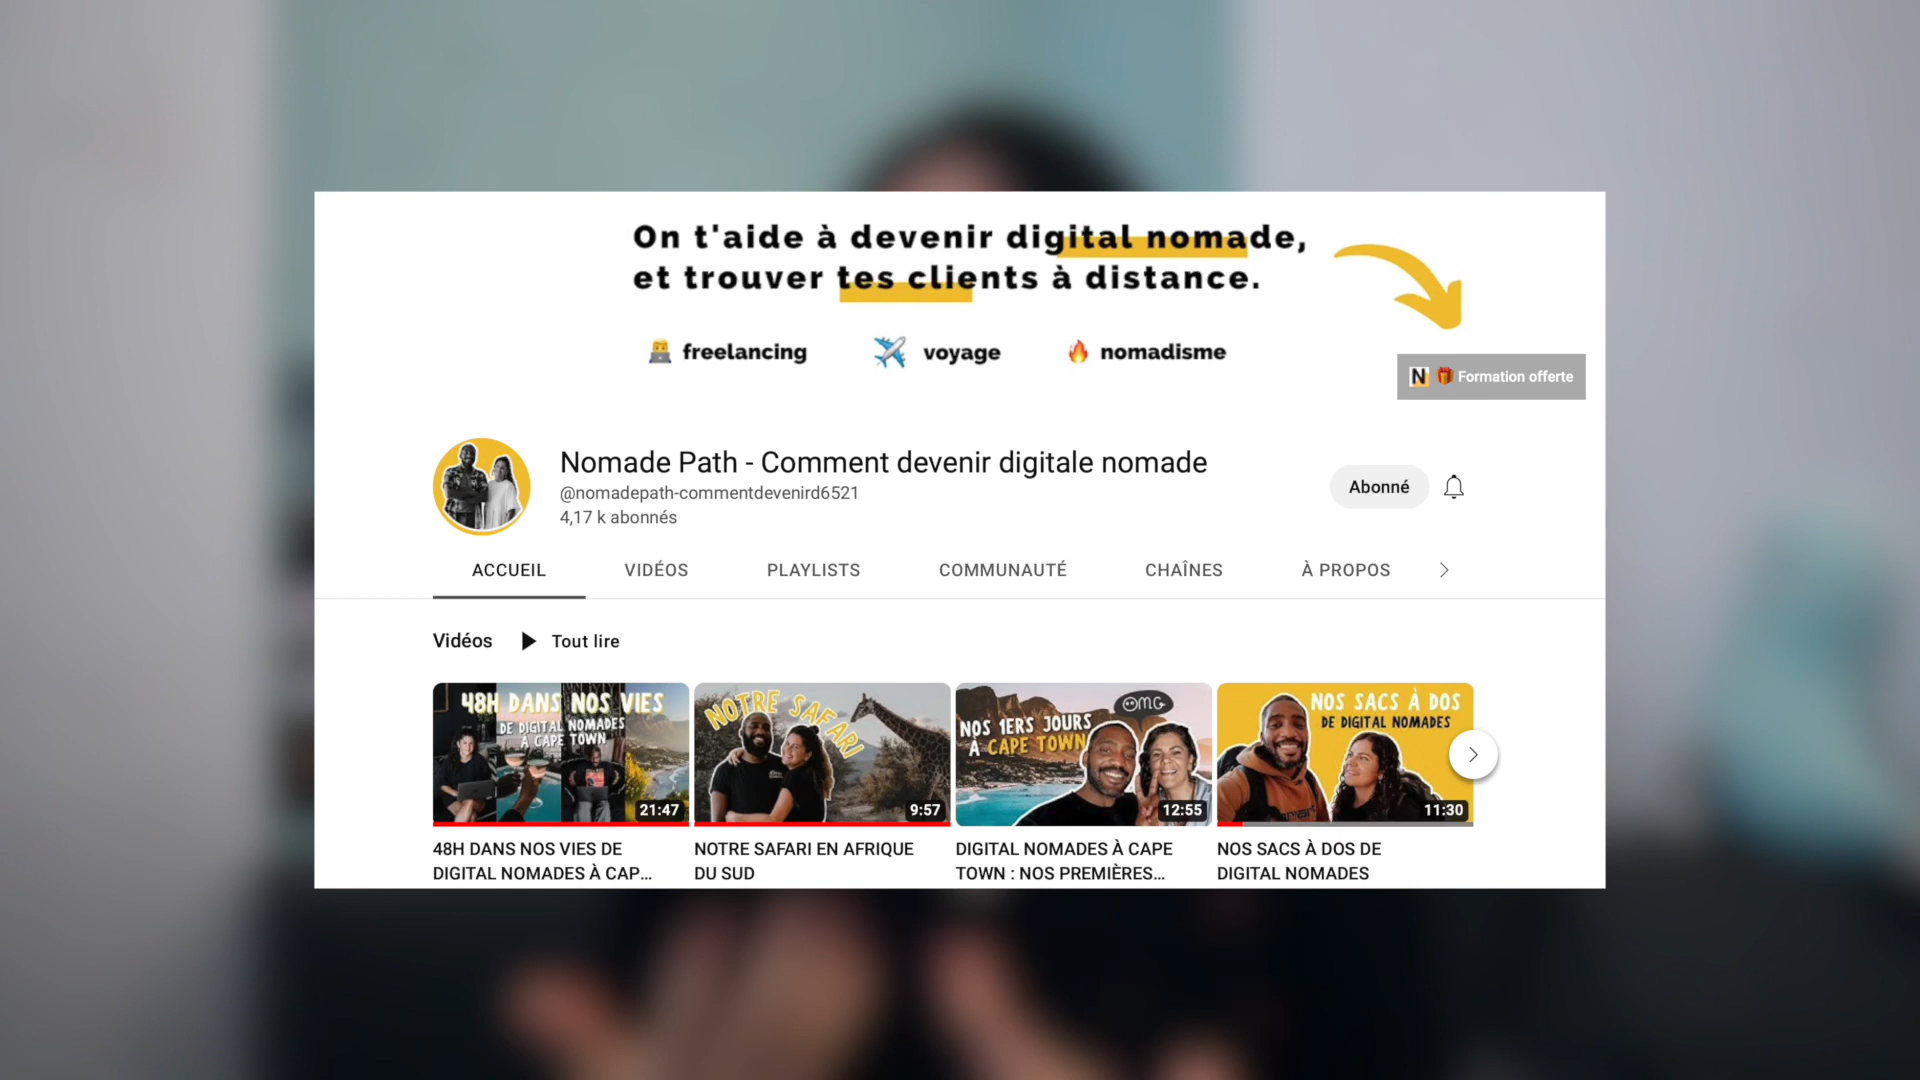 On t'aide à devenir digital nomade,
et trouver tes clients à distance.
freelancing
voyage
nomadisme
N Formation offerte
Nomade Path - Comment devenir digitale nomade
@nomadepath-commentdevenird6521
4,17 k abonnés
Abonné
ACCUEIL
VIDÉOS
PLAYLISTS
COMMUNAUTÉ
CHAÎNES
À PROPOS
Vidéos
Tout lire
48H DANS NOS VIES
DE DIGITAL NOMADES
À CAPE TOWN
21:47
NOTRE SAFARI
9:57
OMG
NOS 1ERS JOURS
À CAPE TOWN
12:55
NOS SACS À DOS
DE DIGITAL NOMADES
11:30
48H DANS NOS VIES DE
DIGITAL NOMADES À CAP...
NOTRE SAFARI EN AFRIQUE
DU SUD
DIGITAL NOMADES À CAPE
TOWN : NOS PREMIÈRES...
NOS SACS À DOS DE
DIGITAL NOMADES